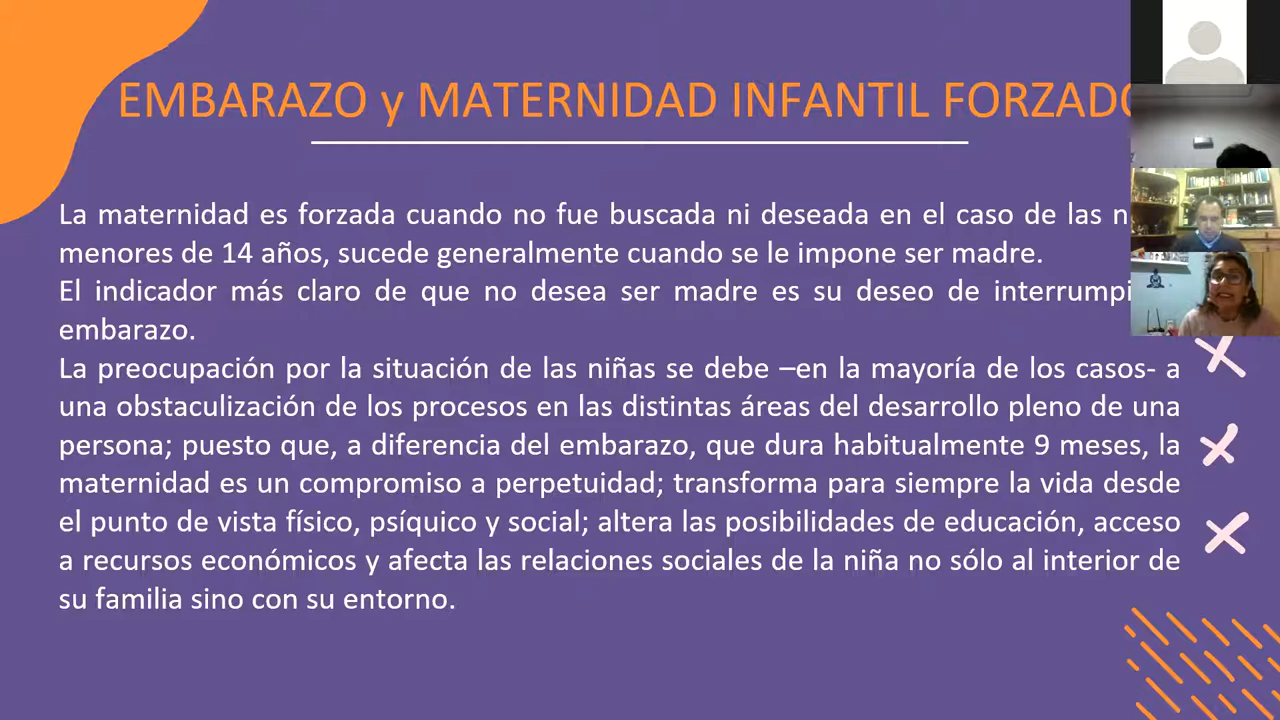 EMBARAZO y MATERNIDAD INFANTIL FORZADO
La maternidad es forzada cuando no fue buscada ni deseada en el caso de las
menores de 14 años, sucede generalmente cuando se le impone ser madre.
El indicador más claro de que no desea ser madre es su deseo de
embarazo.
La preocupación por la situación de las niñas se debe –en la mayoría de los casos- a
una obstaculización de los procesos en las distintas áreas del desarrollo pleno de una
persona; puesto que, a diferencia del embarazo, que dura habitualmente 9 meses, la
maternidad es un compromiso a perpetuidad; transforma para siempre la vida desde
el punto de vista físico, psíquico y social; altera las posibilidades de educación, acceso
a recursos económicos y afecta las relaciones sociales de la niña no sólo al interior de
su familia sino con su entorno.